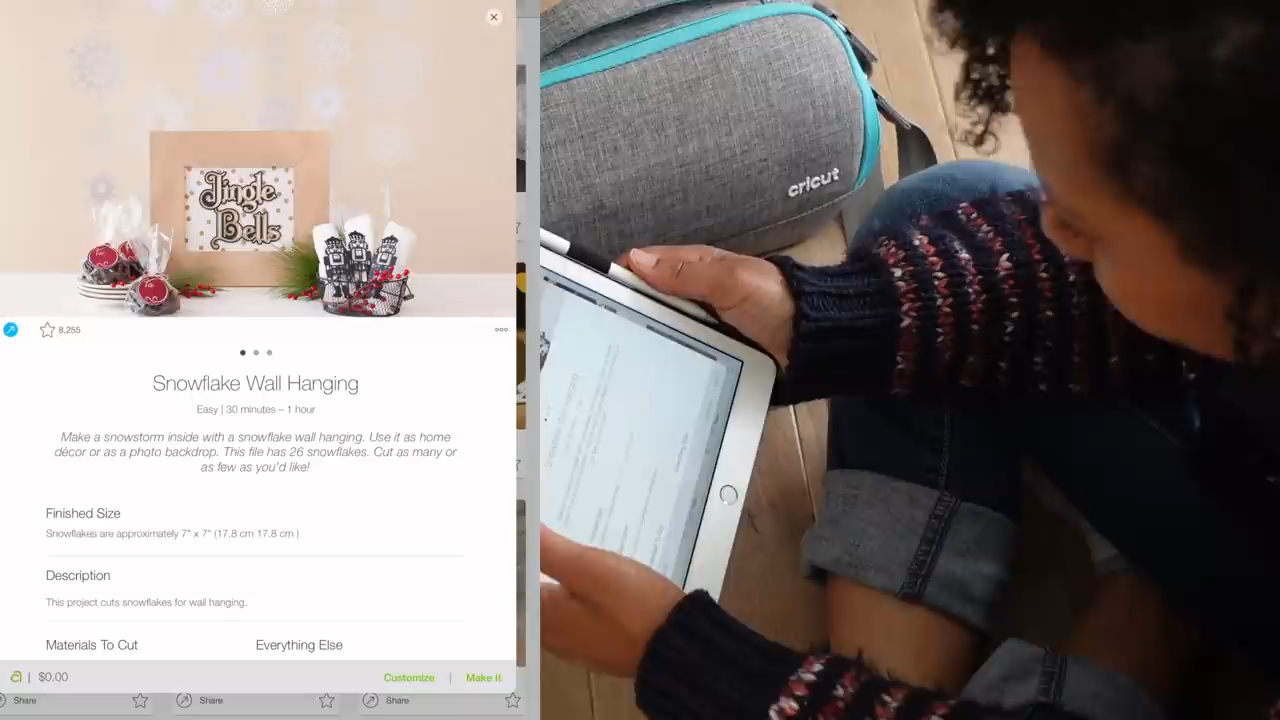 Jingle
Bells
8,255
Snowflake Wall Hanging
Easy | 30 minutes – 1 hour
Make a snowstorm inside with a snowflake wall hanging. Use it as home
décor or as a photo backdrop. This file has 26 snowflakes. Cut as many or
as few as you'd like!
Finished Size
Snowflakes are approximately 7" x 7" (17.8 cm 17.8 cm )
Description
This project cuts snowflakes for wall hanging.
Materials To Cut
Everything Else
| $0.00
Customize | Make It
Share
Share
Share
cricut